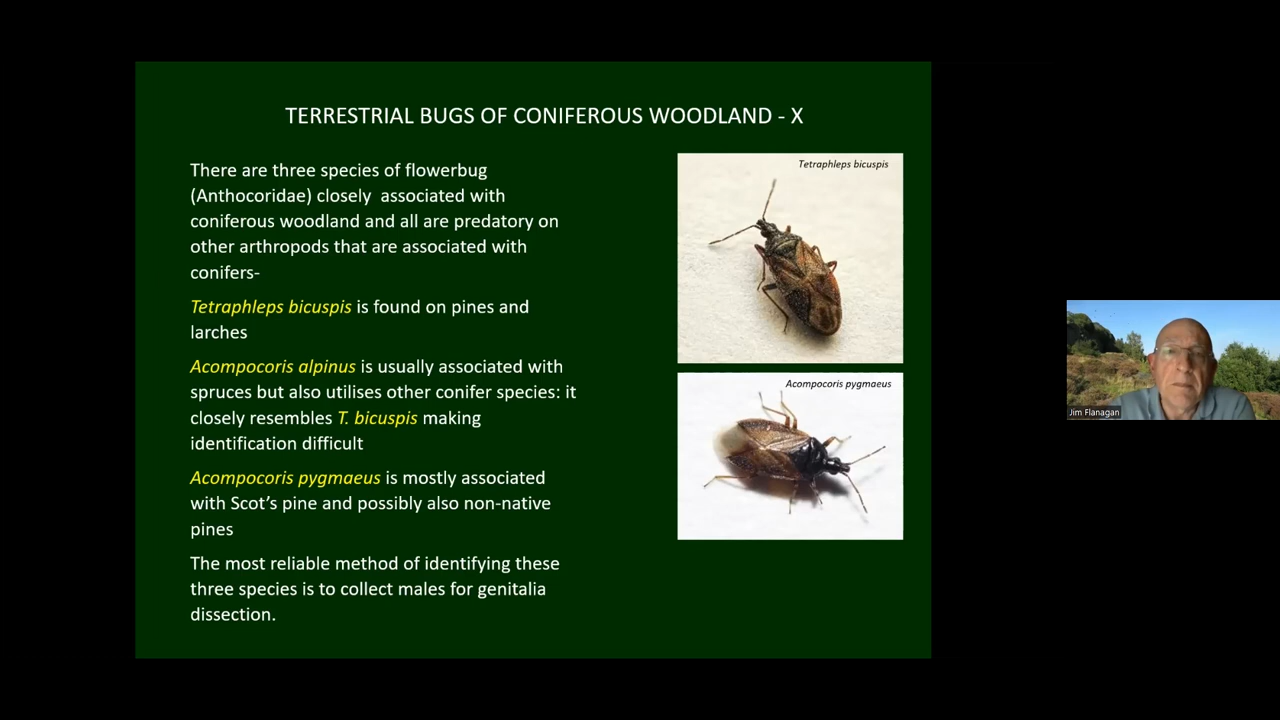 TERRESTRIAL BUGS OF CONIFEROUS WOODLAND - X
There are three species of flowerbug
(Anthocoridae) closely associated with
coniferous woodland and all are predatory on
other arthropods that are associated with
conifers-
Tetraphleps bicuspis is found on pines and
larches
Acompocoris alpinus is usually associated with
spruces but also utilises other conifer species: it
closely resembles T. bicuspis making
identification difficult
Acompocoris pygmaeus is mostly associated
with Scot's pine and possibly also non-native
pines
The most reliable method of identifying these
three species is to collect males for genitalia
dissection.
Tetraphleps bicuspis
Acompocoris pygmaeus
Jim Flanagan